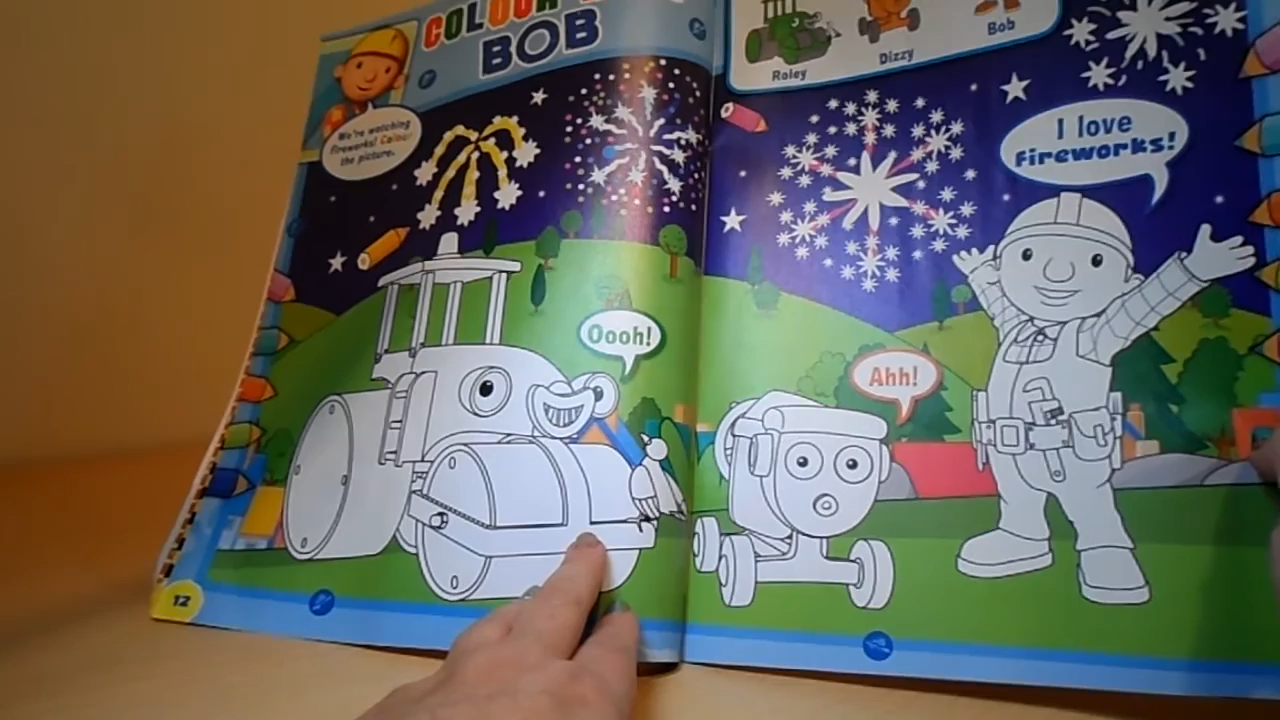 COLOUR
BOB
We're watching
fireworks! Colour
the picture.
Roley
Dizzy
Bob
I love
fireworks!
Oooh!
Ahh!
12